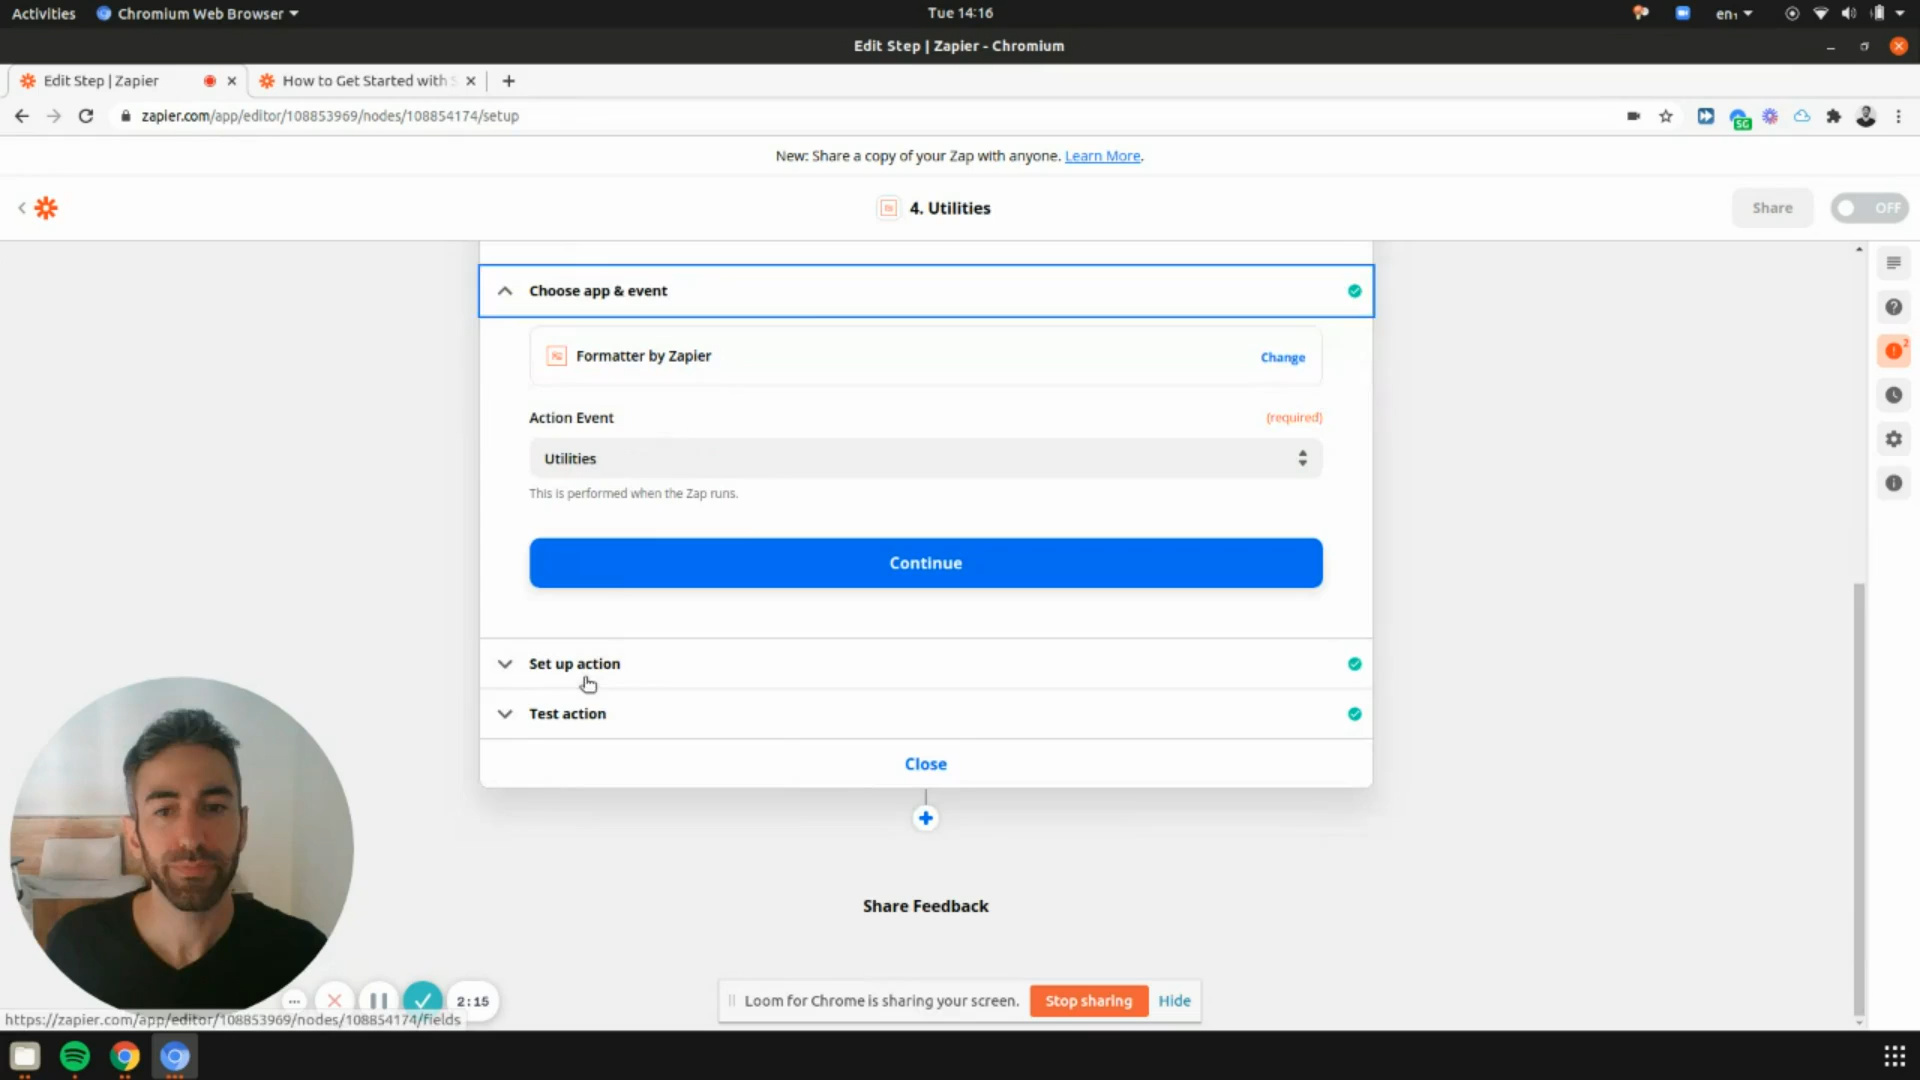 Activities
Chromium Web Browser
Tue 14:16
en₁
Edit Step | Zapier - Chromium
Edit Step | Zapier
How to Get Started with S
zapier.com/app/editor/108853969/nodes/108854174/setup
SG
New: Share a copy of your Zap with anyone. Learn More.
4. Utilities
Share
OFF
Choose app & event
Formatter by Zapier
Change
2
Action Event
(required)
Utilities
This is performed when the Zap runs.
Continue
Set up action
Test action
Close
Share Feedback
2:15
Loom for Chrome is sharing your screen.
Stop sharing
Hide
https://zapier.com/app/editor/108853969/nodes/108854174/fields